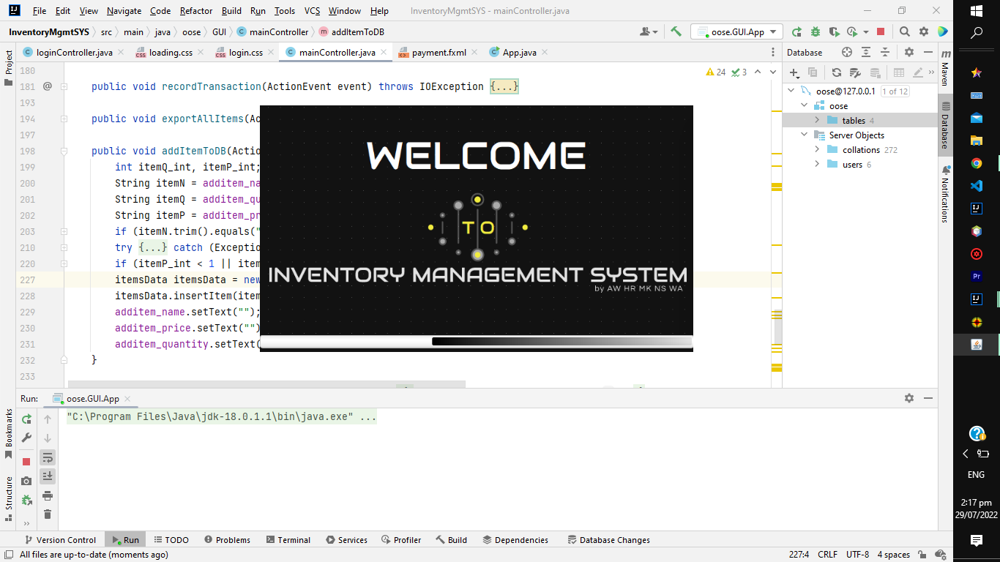 File Edit View Navigate Code Refactor Build Run Tools VCS Window Help InventoryMgmtSYS - mainController.java
InventoryMgmtSYS src main java oose GUI mainController addItemToDB oose.GUI.App
loginController.java loading.css login.css mainController.java payment.fxml App.java
Database
Project
Maven
Database
Notifications
Bookmarks
Structure
24 3
180
181 @ public void recordTransaction(ActionEvent event) throws IOException {...}
193
194 public void exportAllItems(Ac
197
198 public void addItemToDB(Actio
199 int itemQ_int, itemP_int;
200 String itemN = additem_na
201 String itemQ = additem_qu
202 String itemP = additem_pr
203 if (itemN.trim().equals("
210 try {...} catch (Exception
220 if (itemP_int < 1 || item
227 itemsData itemsData = new
228 itemsData.insertItem(item
229 additem_name.setText("");
230 additem_price.setText("")
231 additem_quantity.setText(
232 }
233
WELCOME
TO
INVENTORY MANAGEMENT SYSTEM
by AW HR MK NS WA
oose@127.0.0.1 1 of 12
oose
tables 4
Server Objects
collations 272
users 6
Run: oose.GUI.App
"C:\Program Files\Java\jdk-18.0.1.1\bin\java.exe" ...
Version Control Run TODO Problems Terminal Services Profiler Build Dependencies Database Changes
All files are up-to-date (moments ago) 227:4 CRLF UTF-8 4 spaces
Pr
ENG
2:17 pm
29/07/2022